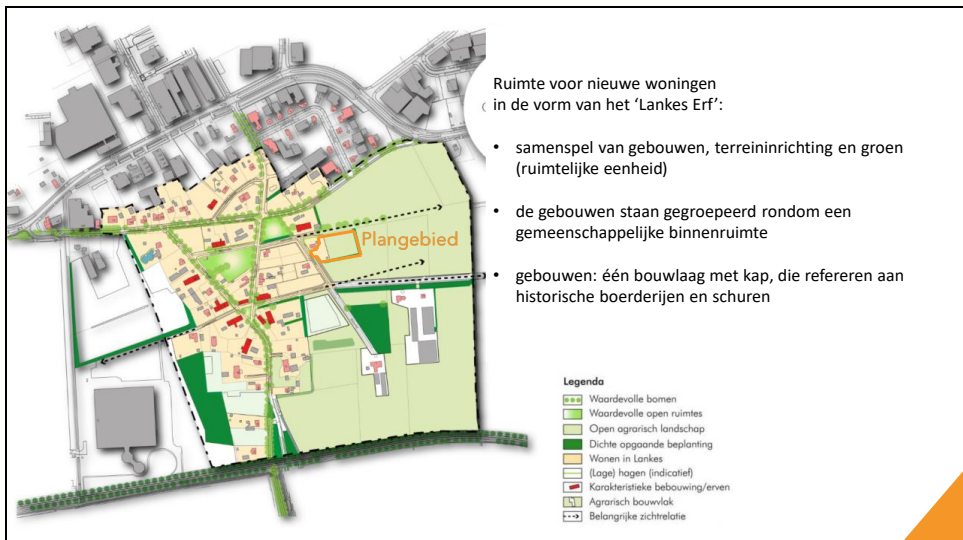 Ruimte voor nieuwe woningen
in de vorm van het ‘Lankes Erf’:
• samenspel van gebouwen, terreininrichting en groen
(ruimtelijke eenheid)
• de gebouwen staan gegroepeerd rondom een
gemeenschappelijke binnenruimte
• gebouwen: één bouwlaag met kap, die refereren aan
historische boerderijen en schuren
Plangebied
Legenda
Waardevolle bomen
Waardevolle open ruimtes
Open agrarisch landschap
Dichte opgaande beplanting
Wonen in Lankes
(Lage) hagen (indicatief)
Karakteristieke bebouwing/erven
Agrarisch bouwvlak
Belangrijke zichtrelatie